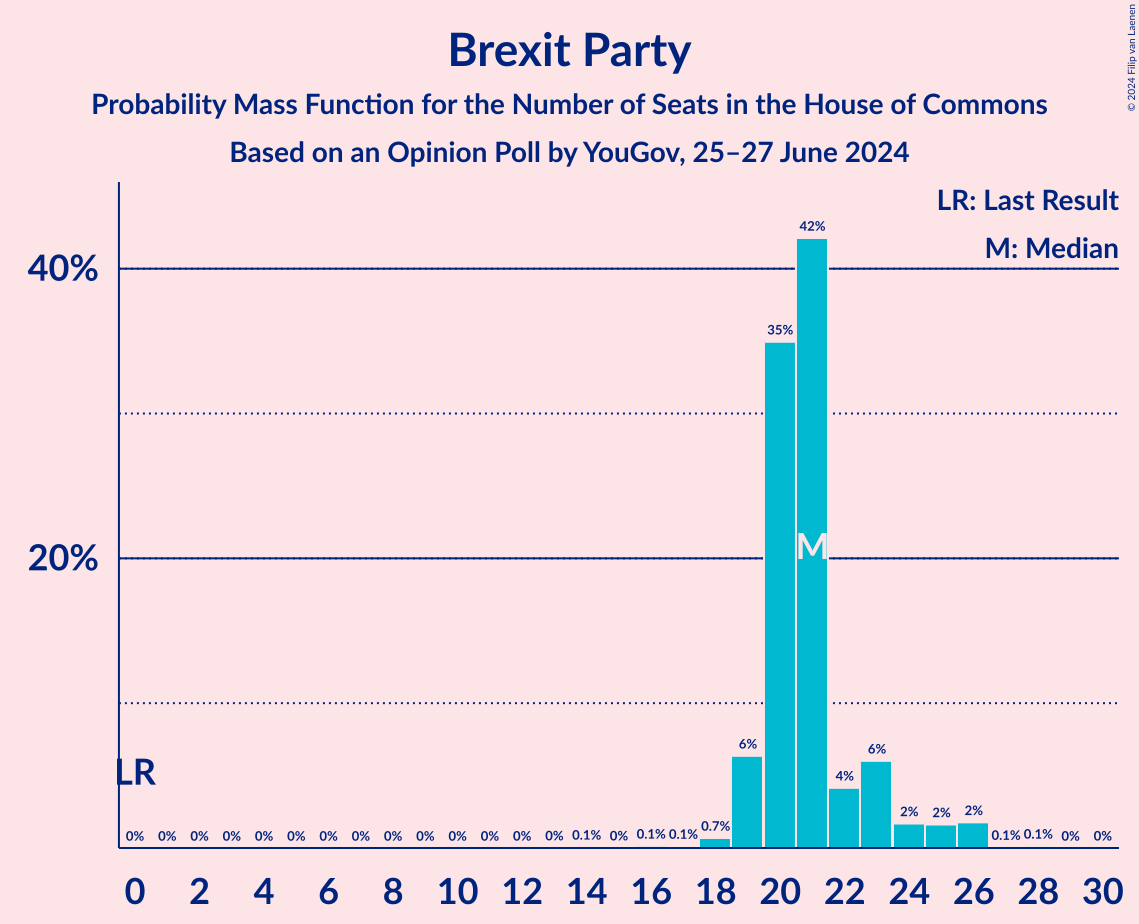 Brexit Party
Probability Mass Function for the Number of Seats in the House of Commons
Based on an Opinion Poll by YouGov, 25–27 June 2024
© 2024 Filip van Laenen
LR: Last Result
M: Median
40%
20%
LR
M
0% 0% 0% 0% 0% 0% 0% 0% 0% 0% 0% 0% 0% 0% 0.1% 0% 0.1% 0.1% 0.7% 6% 35% 42% 4% 6% 2% 2% 2% 0.1% 0.1% 0% 0%
0 2 4 6 8 10 12 14 16 18 20 22 24 26 28 30